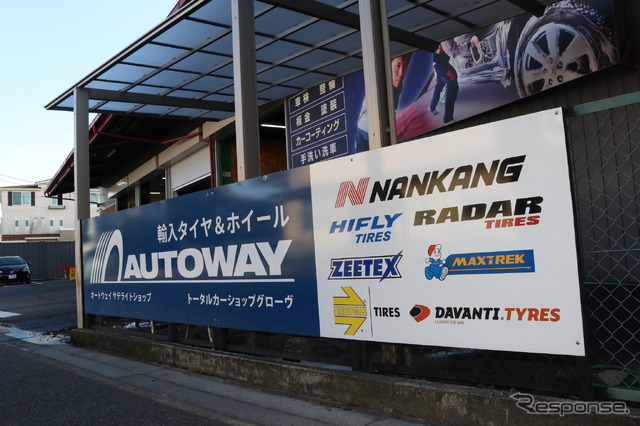 車検 整備
板金 塗装
カーコーティング
手洗い洗車
輸入タイヤ&ホイール
AUTOWAY
オートウェイ サテライトショップ
トータルカーショップグローヴ
NANKANG
HIFLY
TIRES
RADAR
TIRES
ZEETEX
MAXTREK
TIRES
DAVANTI.TYRES
Response.